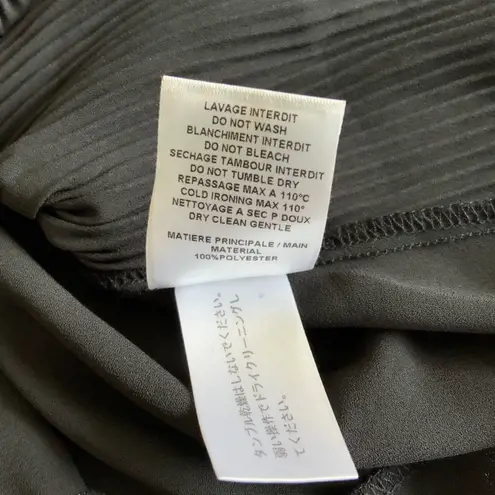 LAVAGE INTERDIT
DO NOT WASH
BLANCHIMENT INTERDIT
DO NOT BLEACH
SECHAGE TAMBOUR INTERDIT
DO NOT TUMBLE DRY
REPASSAGE MAX A 110°C
COLD IRONING MAX 110°
NETTOYAGE A SEC P DOUX
DRY CLEAN GENTLE
MATIERE PRINCIPALE / MAIN
MATERIAL
100%POLYESTER
タンブル乾燥はしないでください。
弱い操作でドライクリーニングし
てください。